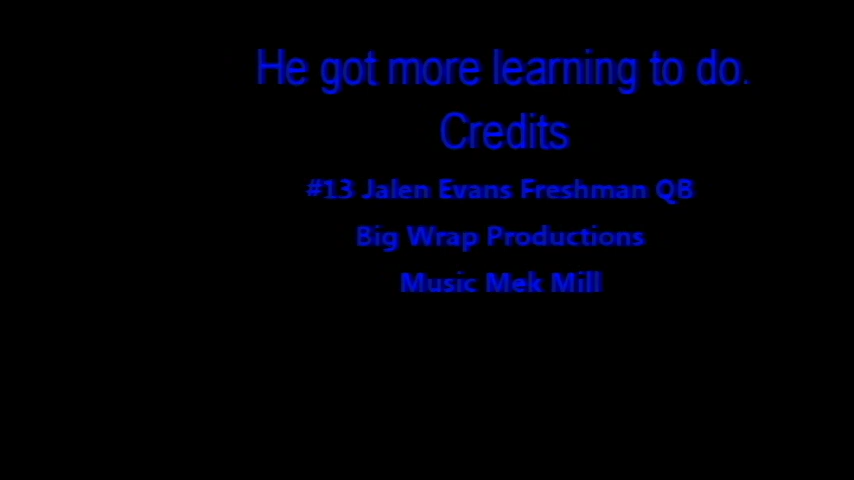 He got more learning to do.
Credits
#13 Jalen Evans Freshman QB
Big Wrap Productions
Music Mek Mill